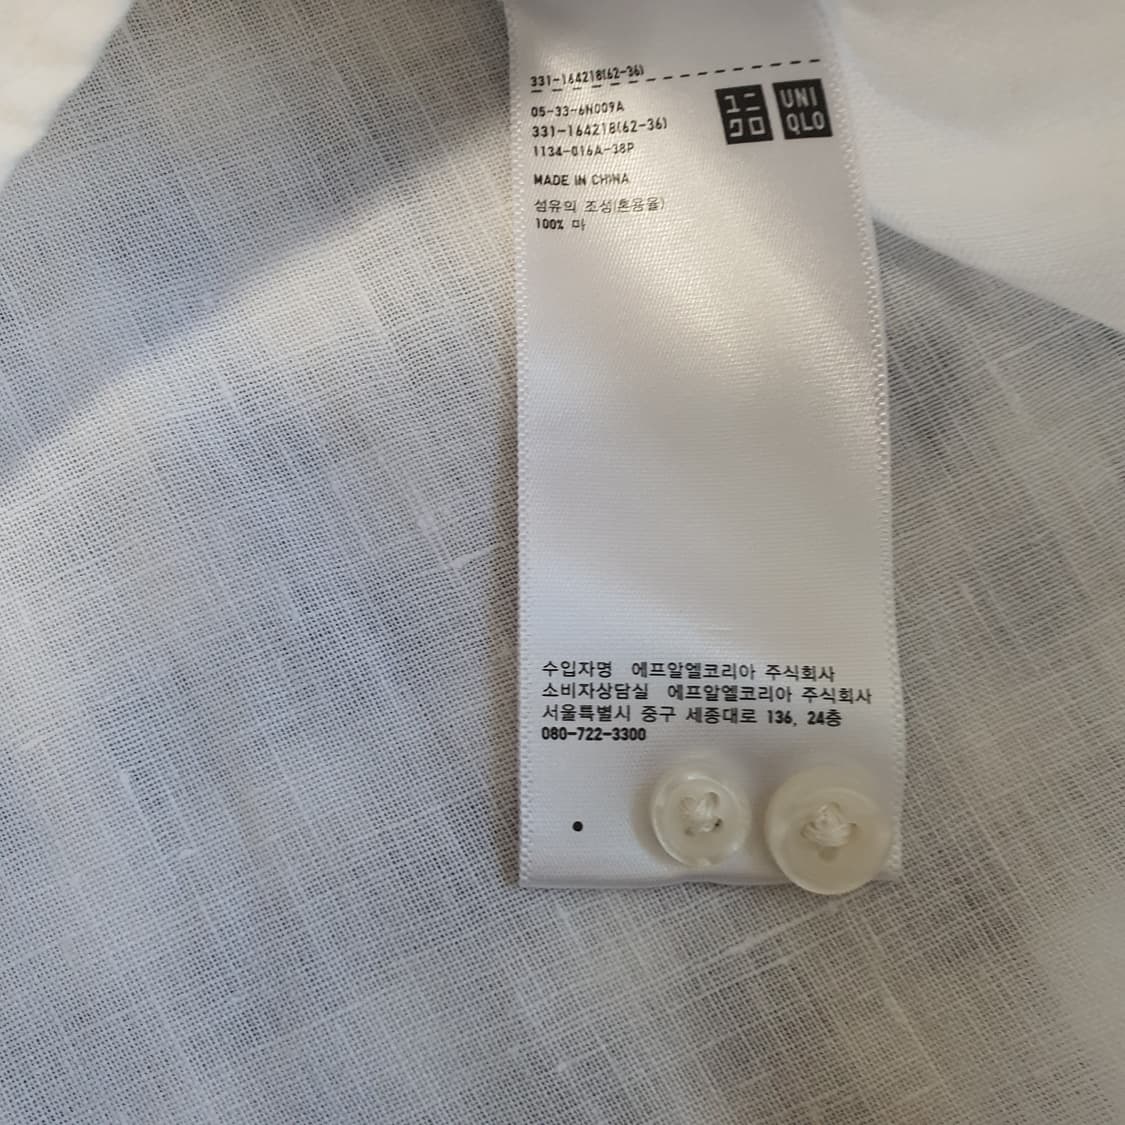 331-164218(62-36)
ユニ
クロ
UNI
QLO
05-33-6N009A
331-164218(62-36)
1134-016A-38P
MADE IN CHINA
섬유의 조성(혼용율)
100% 마
수입자명 에프알엘코리아 주식회사
소비자상담실 에프알엘코리아 주식회사
서울특별시 중구 세종대로 136, 24층
080-722-3300